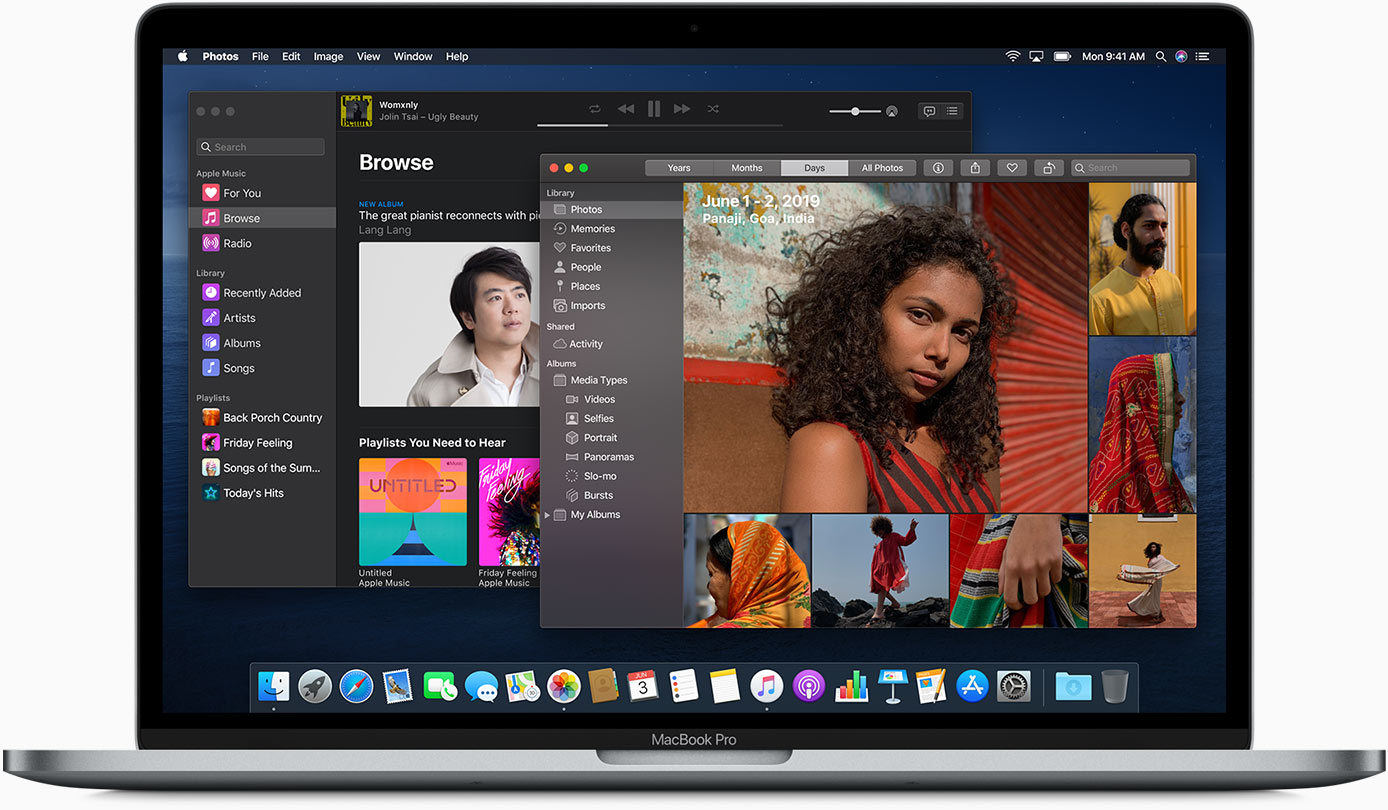 Photos File Edit Image View Window Help
Mon 9:41 AM
Womxnly
Jolin Tsai – Ugly Beauty
Search
Apple Music
For You
Browse
Radio
Library
Recently Added
Artists
Albums
Songs
Playlists
Back Porch Country
Friday Feeling
Songs of the Sum...
Today's Hits
Browse
NEW ALBUM
The great pianist reconnects with pi
Lang Lang
Playlists You Need to Hear
UNTITLED
Untitled
Apple Music
Friday Feeling
Friday Feeling
Apple Music
Years Months Days All Photos
Search
Library
Photos
Memories
Favorites
People
Places
Imports
Shared
Activity
Albums
Media Types
Videos
Selfies
Portrait
Panoramas
Slo-mo
Bursts
My Albums
June 1 - 2, 2019
Panaji, Goa, India
JUN
3
MacBook Pro